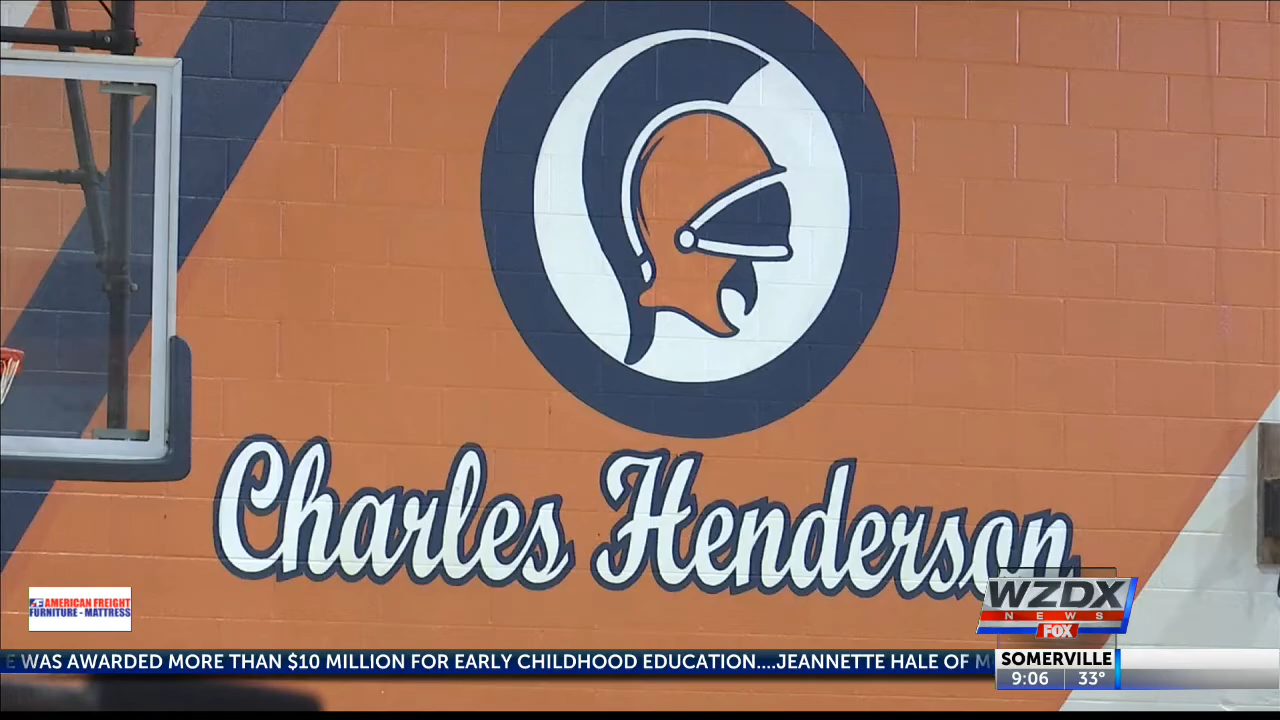 Charles Henderson
AMERICAN FREIGHT
FURNITURE - MATTRESS
WZDX
NEWS
FOX
WAS AWARDED MORE THAN $10 MILLION FOR EARLY CHILDHOOD EDUCATION....JEANNETTE HALE OF
SOMERVILLE
9:06 33°